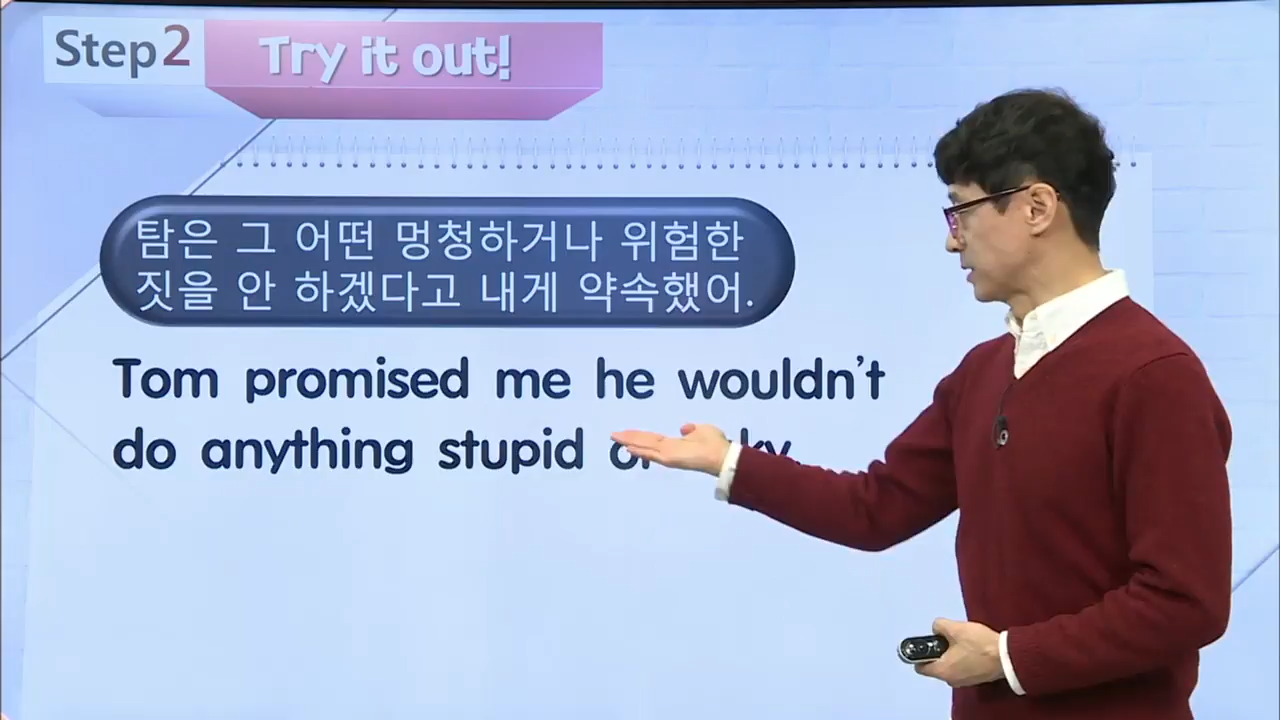 Step2
Try it out!
탐은 그 어떤 멍청하거나 위험한
짓을 안 하겠다고 내게 약속했어.
Tom promised me he wouldn't
do anything stupid